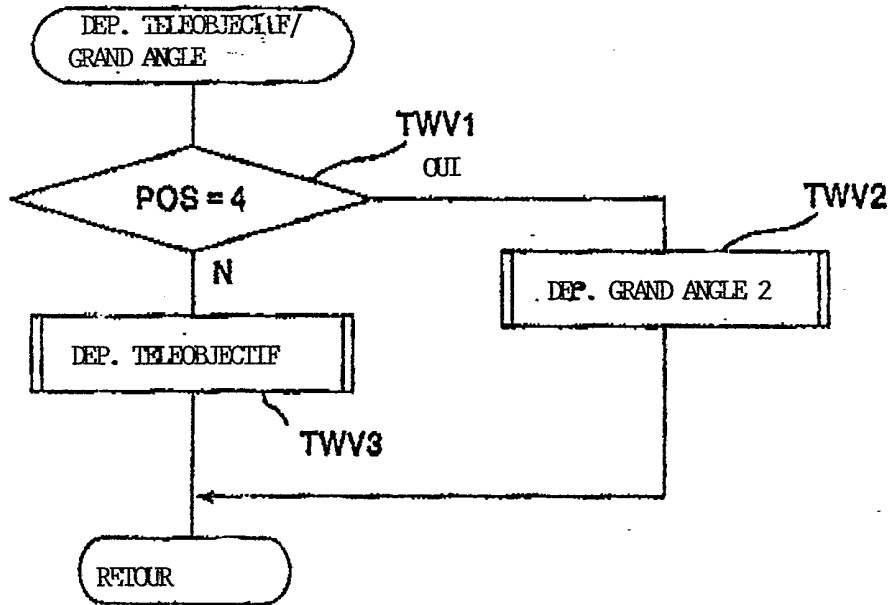 DEP. TELEOBJECTIF/
GRAND ANGLE
TWV1
OUI
POS = 4
TWV2
N
DEP. GRAND ANGLE 2
DEP. TELEOBJECTIF
TWV3
RETOUR